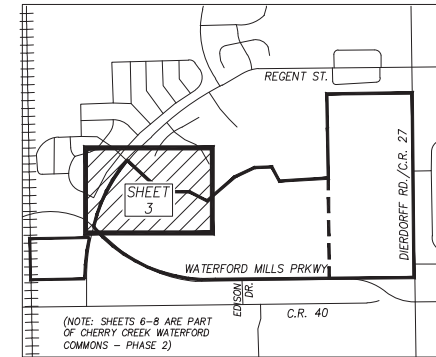 REGENT ST.
DIERDORFF RD./C.R. 27
SHEET
3
WATERFORD MILLS PRKWY
EDISON
DR.
C.R. 40
(NOTE: SHEETS 6-8 ARE PART
OF CHERRY CREEK WATERFORD
COMMONS - PHASE 2)